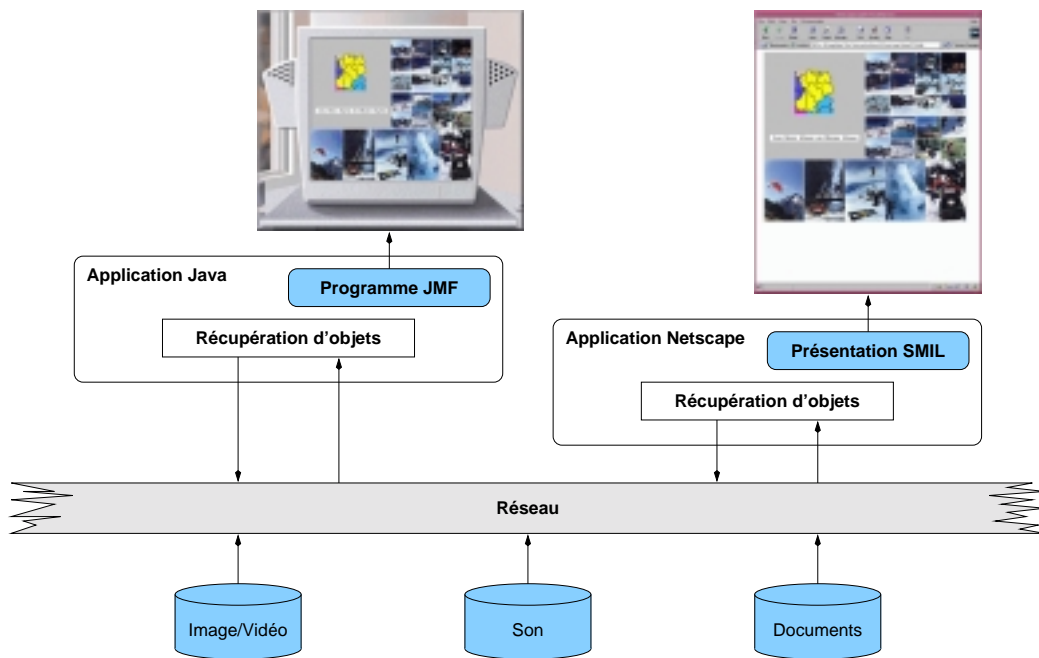 Application Java
Programme JMF
Récupération d'objets
Application Netscape
Présentation SMIL
Récupération d'objets
Réseau
Image/Vidéo
Son
Documents